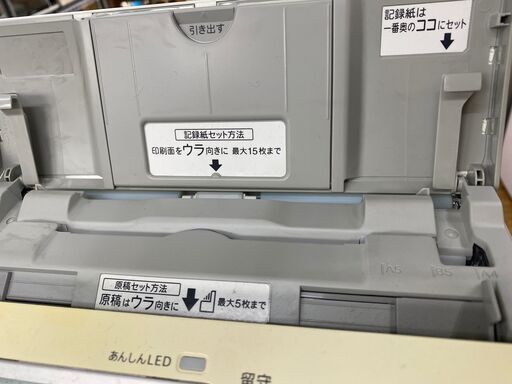 引き出す
記録紙は
一番奥のココにセット
記録紙セット方法
印刷面をウラ向きに 最大15枚まで
A5 B5 A4
原稿セット方法
原稿はウラ向きに 最大5枚まで
あんしんLED
留守